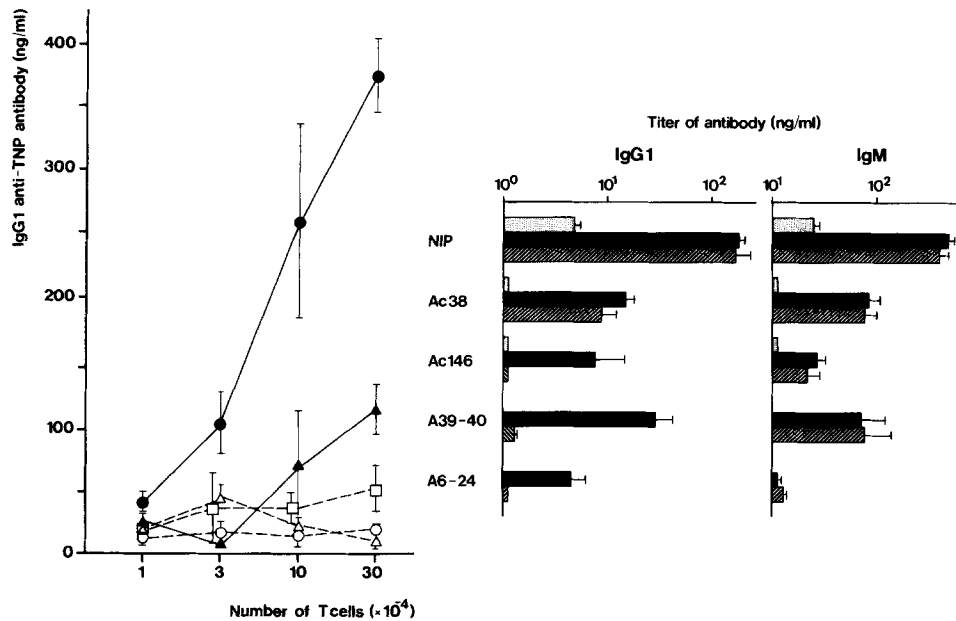 IgG1 anti-TNP antibody (ng/ml)
400
300
200
100
50
0
1 3 10 30
Number of T cells (×10⁻⁴)
Titer of antibody (ng/ml)
IgG1 IgM
10⁰ 10¹ 10² 10¹ 10²
NIP
Ac38
Ac146
A39-40
A6-24